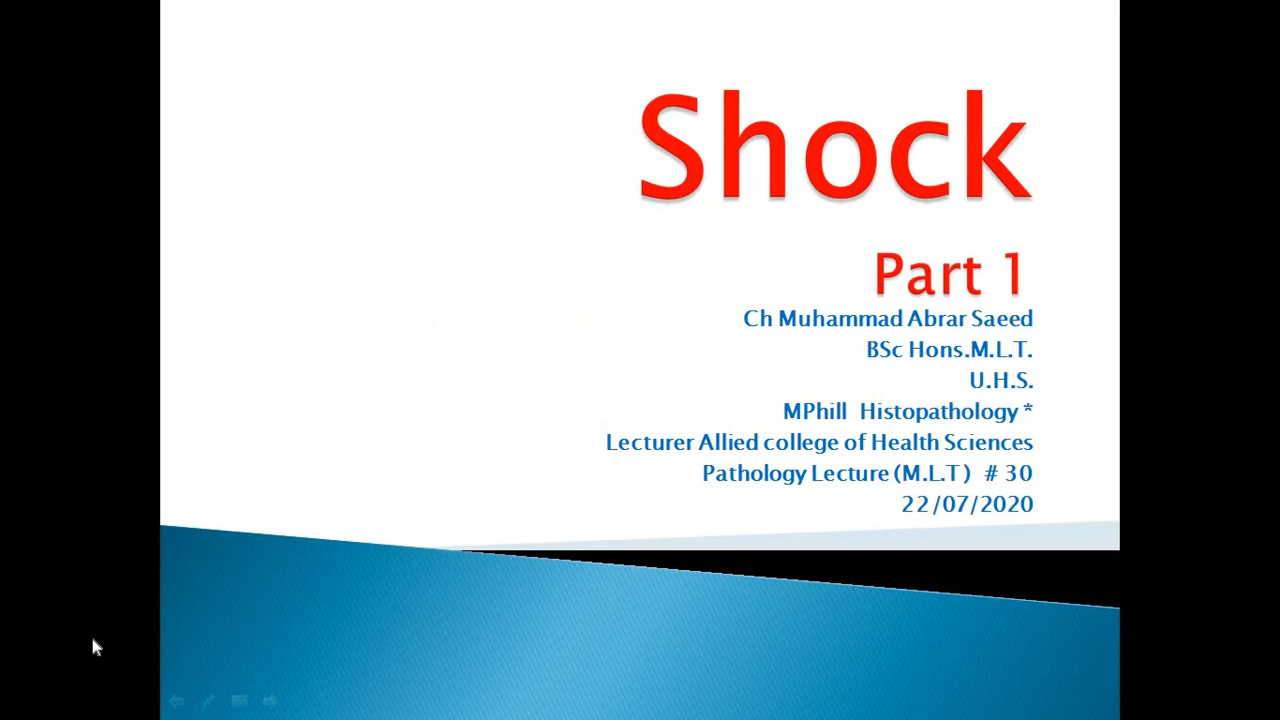 Shock
Part 1
Ch Muhammad Abrar Saeed
BSc Hons.M.L.T.
U.H.S.
MPhill Histopathology *
Lecturer Allied college of Health Sciences
Pathology Lecture (M.L.T) # 30
22/07/2020